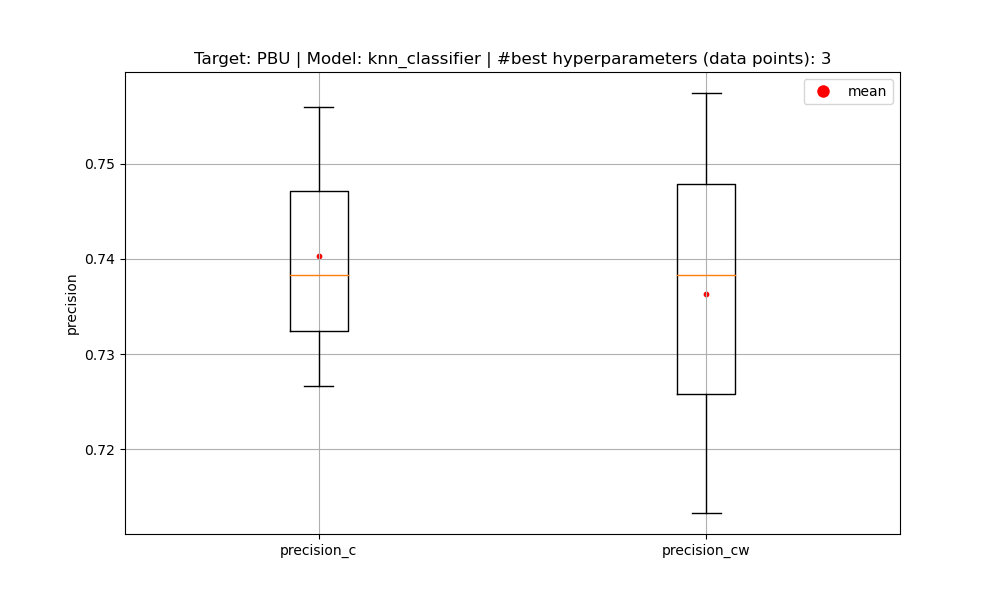 Target: PBU | Model: knn_classifier | #best hyperparameters (data points): 3
mean
0.75
0.74
0.73
0.72
precision
precision_c
precision_cw